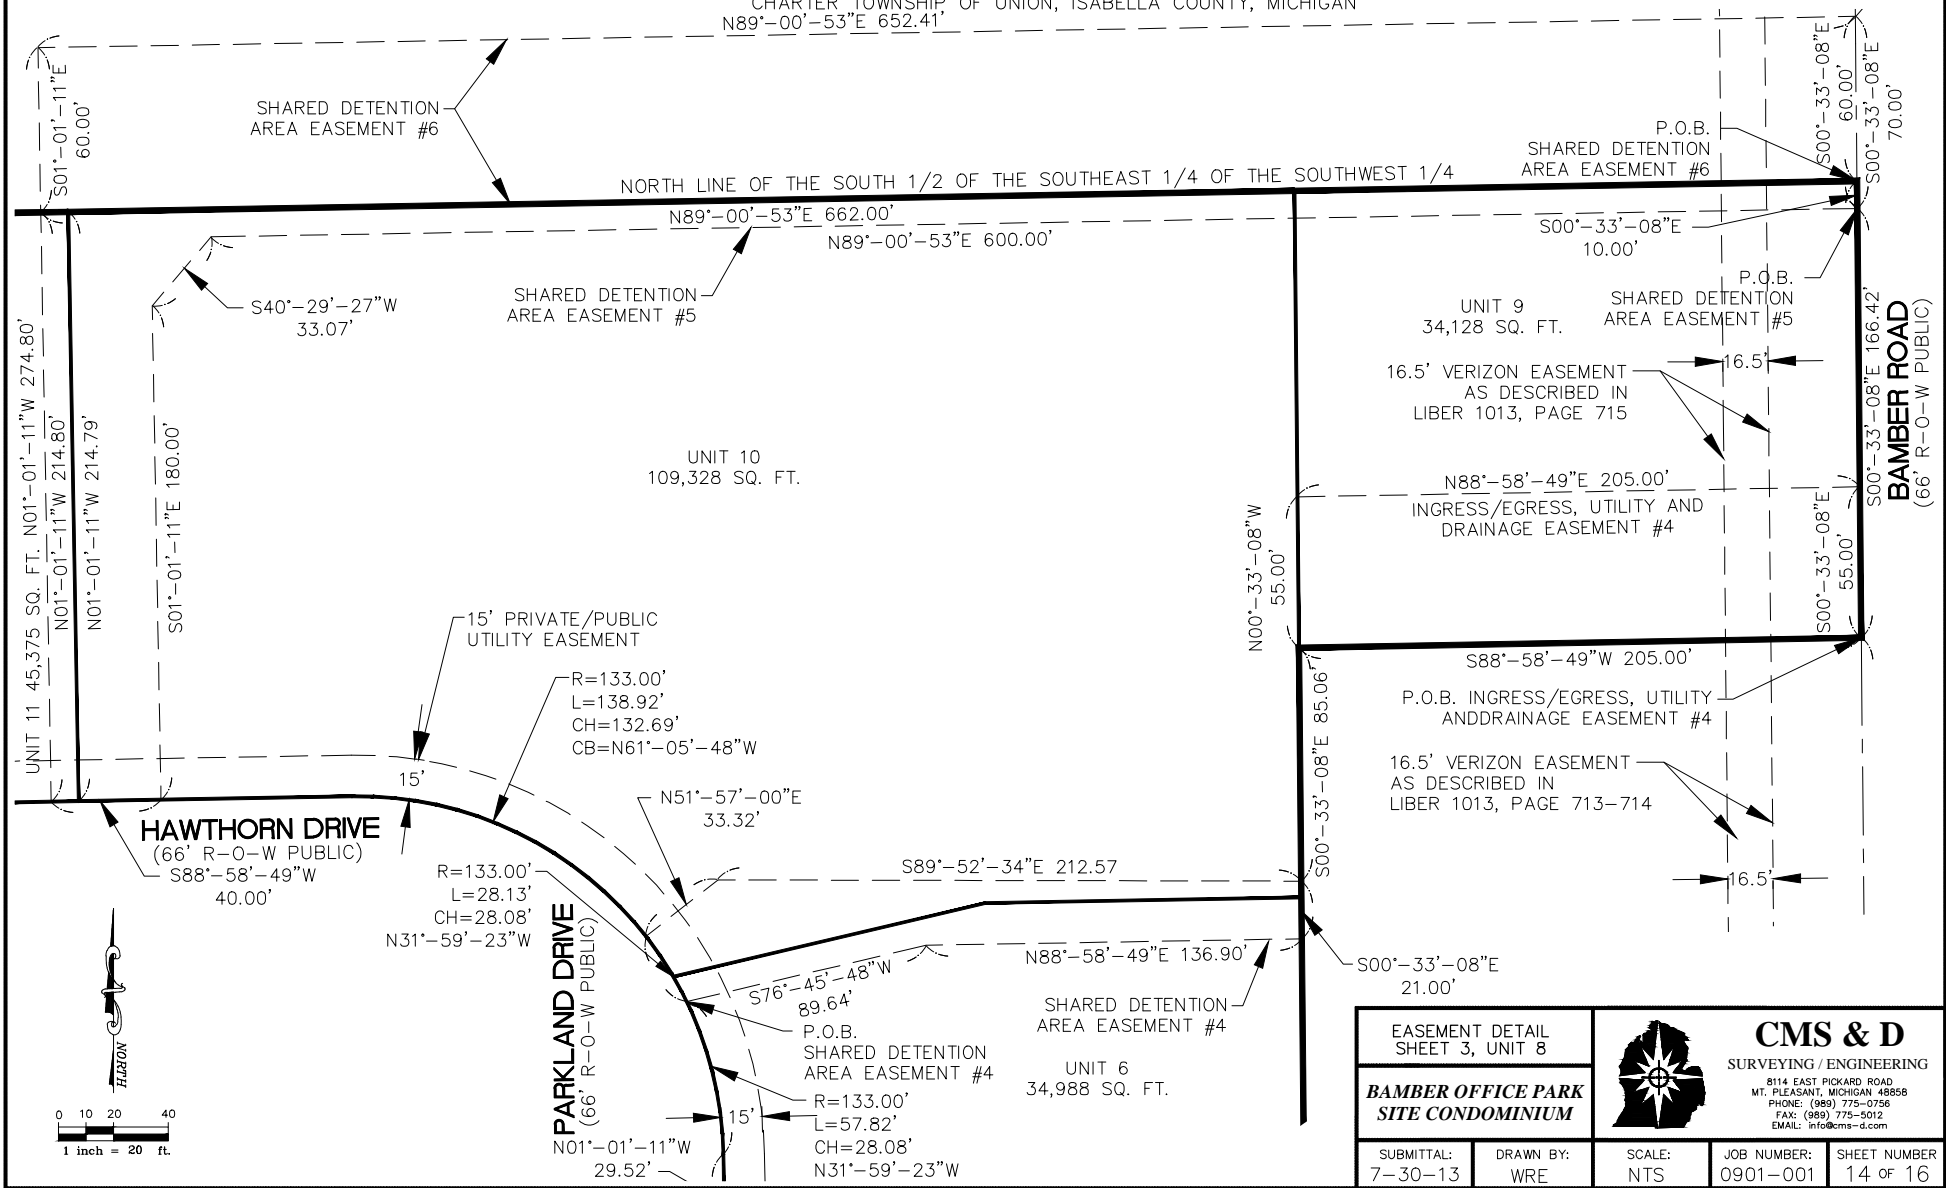 CHARTER TOWNSHIP OF UNION, ISABELLA COUNTY, MICHIGAN
N89°-00'-53"E 652.41'
S01°-01'-11"E
60.00'
SHARED DETENTION
AREA EASEMENT #6
S00°-33'-08"E
60.00'
S00°-33'-08"E
70.00'
P.O.B.
SHARED DETENTION
AREA EASEMENT #6
NORTH LINE OF THE SOUTH 1/2 OF THE SOUTHEAST 1/4 OF THE SOUTHWEST 1/4
N89°-00'-53"E 662.00'
N89°-00'-53"E 600.00'
S00°-33'-08"E
10.00'
S40°-29'-27"W
33.07'
SHARED DETENTION
AREA EASEMENT #5
P.O.B.
SHARED DETENTION
AREA EASEMENT #5
UNIT 9
34,128 SQ. FT.
16.5'
16.5' VERIZON EASEMENT
AS DESCRIBED IN
LIBER 1013, PAGE 715
S00°-33'-08"E 166.42'
BAMBER ROAD
(66' R-O-W PUBLIC)
UNIT 11 45,375 SQ. FT. N01°-01'-11"W 274.80'
N01°-01'-11"W 214.80'
N01°-01'-11"W 214.79'
S01°-01'-11"E 180.00'
UNIT 10
109,328 SQ. FT.
N88°-58'-49"E 205.00'
INGRESS/EGRESS, UTILITY AND
DRAINAGE EASEMENT #4
N00°-33'-08"W
55.00'
S00°-33'-08"E
55.00'
15' PRIVATE/PUBLIC
UTILITY EASEMENT
R=133.00'
L=138.92'
CH=132.69'
CB=N61°-05'-48"W
15'
S88°-58'-49"W 205.00'
P.O.B. INGRESS/EGRESS, UTILITY
ANDDRAINAGE EASEMENT #4
S00°-33'-08"E 85.06'
16.5' VERIZON EASEMENT
AS DESCRIBED IN
LIBER 1013, PAGE 713-714
16.5'
N51°-57'-00"E
33.32'
HAWTHORN DRIVE
(66' R-O-W PUBLIC)
S88°-58'-49"W
40.00'
R=133.00'
L=28.13'
CH=28.08'
N31°-59'-23"W
S89°-52'-34"E 212.57
PARKLAND DRIVE
(66' R-O-W PUBLIC)
S76°-45'-48"W
89.64'
N88°-58'-49"E 136.90'
S00°-33'-08"E
21.00'
SHARED DETENTION
AREA EASEMENT #4
P.O.B.
SHARED DETENTION
AREA EASEMENT #4
UNIT 6
34,988 SQ. FT.
R=133.00'
L=57.82'
CH=28.08'
N31°-59'-23"W
15'
N01°-01'-11"W
29.52'
NORTH
0 10 20 40
1 inch = 20 ft.
EASEMENT DETAIL
SHEET 3, UNIT 8
BAMBER OFFICE PARK
SITE CONDOMINIUM
CMS & D
SURVEYING / ENGINEERING
8114 EAST PICKARD ROAD
MT. PLEASANT, MICHIGAN 48858
PHONE: (989) 775-0756
FAX: (989) 775-5012
EMAIL: info@cms-d.com
SUBMITTAL:
7-30-13
DRAWN BY:
WRE
SCALE:
NTS
JOB NUMBER:
0901-001
SHEET NUMBER
14 OF 16